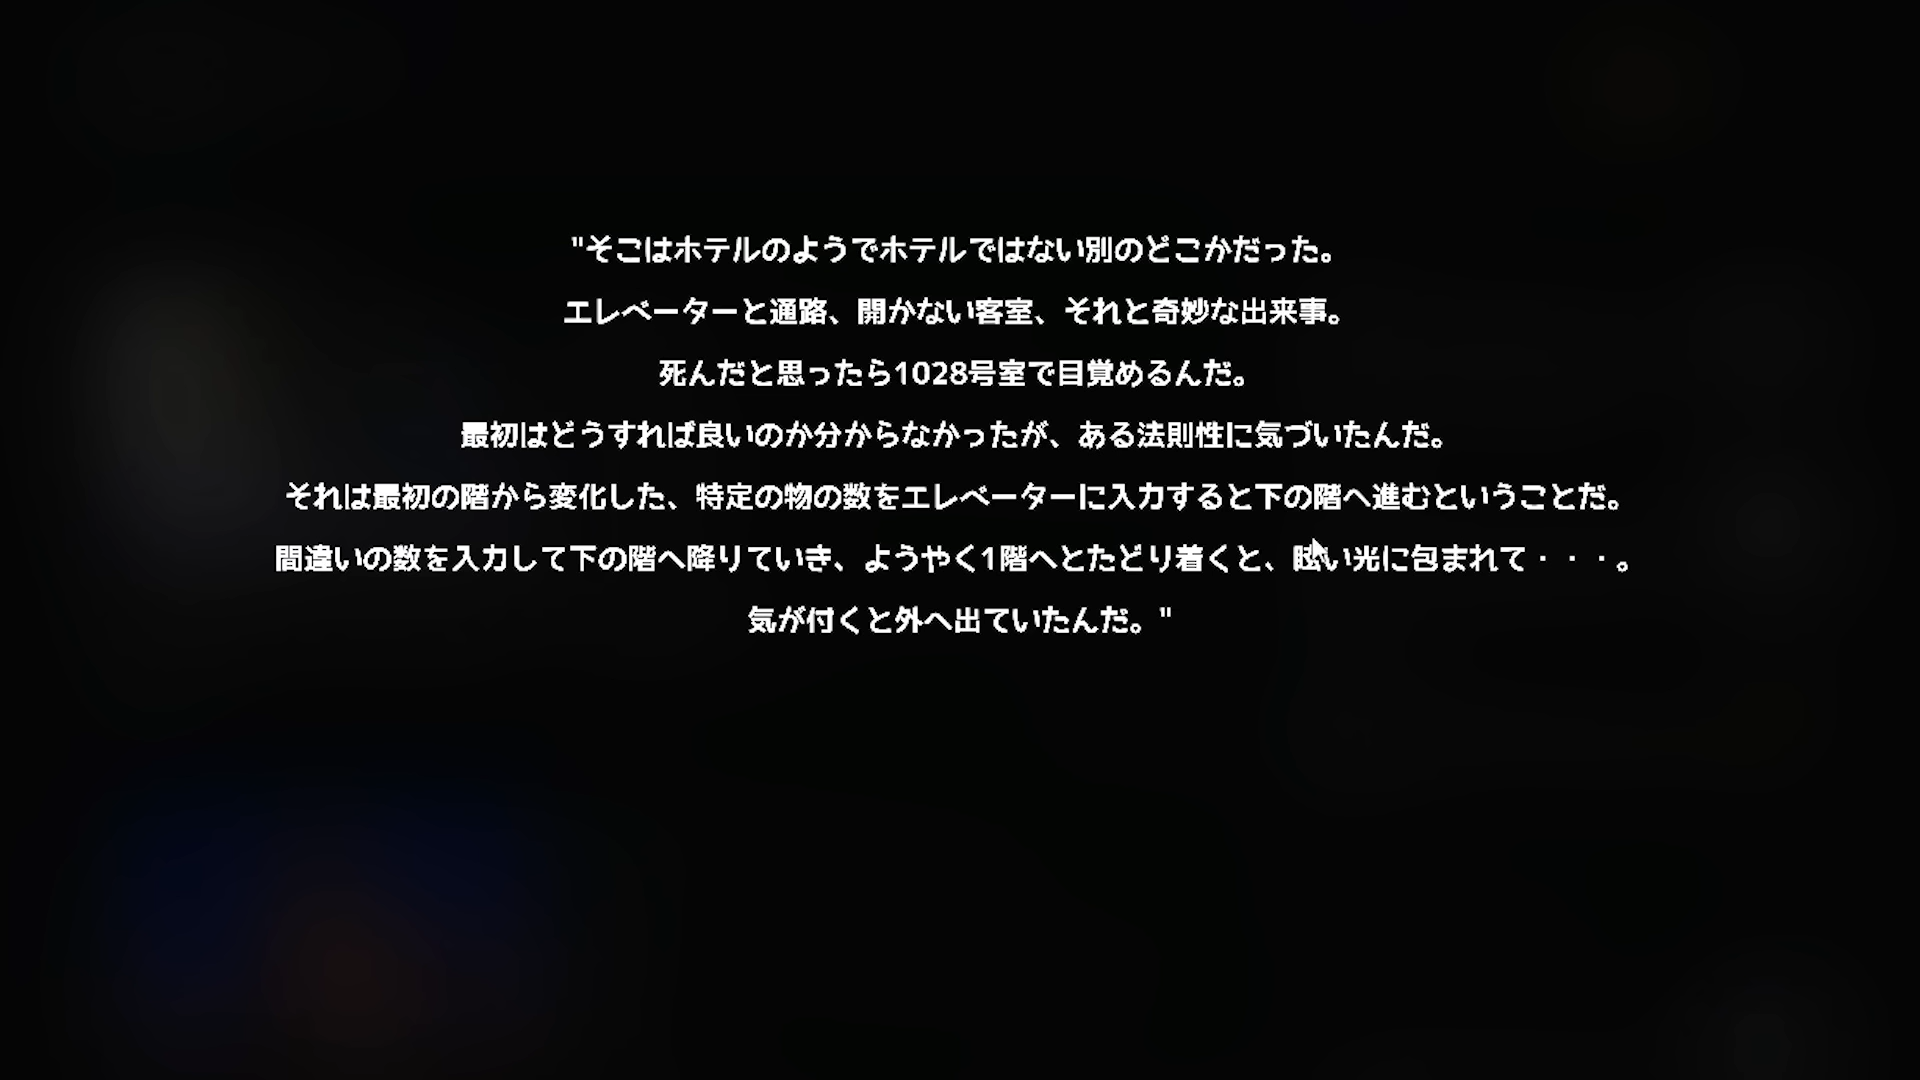 "そこはホテルのようでホテルではない別のどこかだった。
エレベーターと通路、開かない客室、それと奇妙な出来事。
死んだと思ったら1028号室で目覚めるんだ。
最初はどうすれば良いのか分からなかったが、ある法則性に気づいたんだ。
それは最初の階から変化した、特定の物の数をエレベーターに入力すると下の階へ進むということだ。
間違いの数を入力して下の階へ降りていき、ようやく1階へとたどり着くと、眩い光に包まれて・・・。
気が付くと外へ出ていたんだ。"